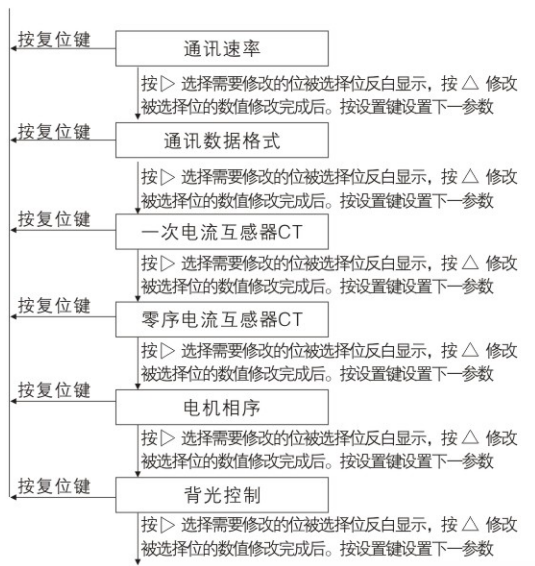 按复位键
通讯速率
按▷ 选择需要修改的位被选择位反白显示，按 △ 修改
被选择位的数值修改完成后。按设置键设置下一参数
按复位键
通讯数据格式
按▷ 选择需要修改的位被选择位反白显示，按 △ 修改
被选择位的数值修改完成后。按设置键设置下一参数
按复位键
一次电流互感器CT
按▷ 选择需要修改的位被选择位反白显示，按 △ 修改
被选择位的数值修改完成后。按设置键设置下一参数
按复位键
零序电流互感器CT
按▷ 选择需要修改的位被选择位反白显示，按 △ 修改
被选择位的数值修改完成后。按设置键设置下一参数
按复位键
电机相序
按▷ 选择需要修改的位被选择位反白显示，按 △ 修改
被选择位的数值修改完成后。按设置键设置下一参数
按复位键
背光控制
按▷ 选择需要修改的位被选择位反白显示，按 △ 修改
被选择位的数值修改完成后。按设置键设置下一参数